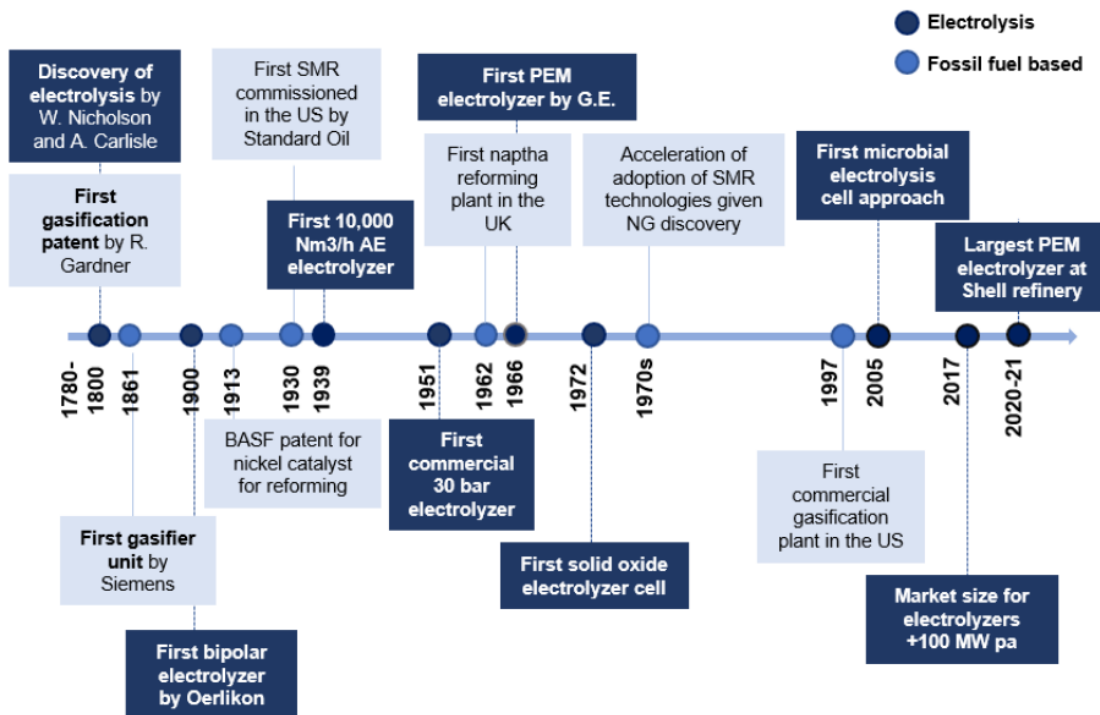 Electrolysis
Fossil fuel based
Discovery of
electrolysis by
W. Nicholson
and A. Carlisle
First
gasification
patent by R.
Gardner
First SMR
commissioned
in the US by
Standard Oil
First 10,000
Nm3/h AE
electrolyzer
First PEM
electrolyzer by G.E.
First naptha
reforming
plant in the
UK
Acceleration of
adoption of SMR
technologies given
NG discovery
First microbial
electrolysis
cell approach
Largest PEM
electrolyzer at
Shell refinery
1780-
1800
1861
1900
1913
1930
1939
1951
1962
1966
1972
1970s
1997
2005
2017
2020-21
First gasifier
unit by
Siemens
First bipolar
electrolyzer
by Oerlikon
BASF patent for
nickel catalyst
for reforming
First
commercial
30 bar
electrolyzer
First solid oxide
electrolyzer cell
First
commercial
gasification
plant in the US
Market size for
electrolyzers
+100 MW pa